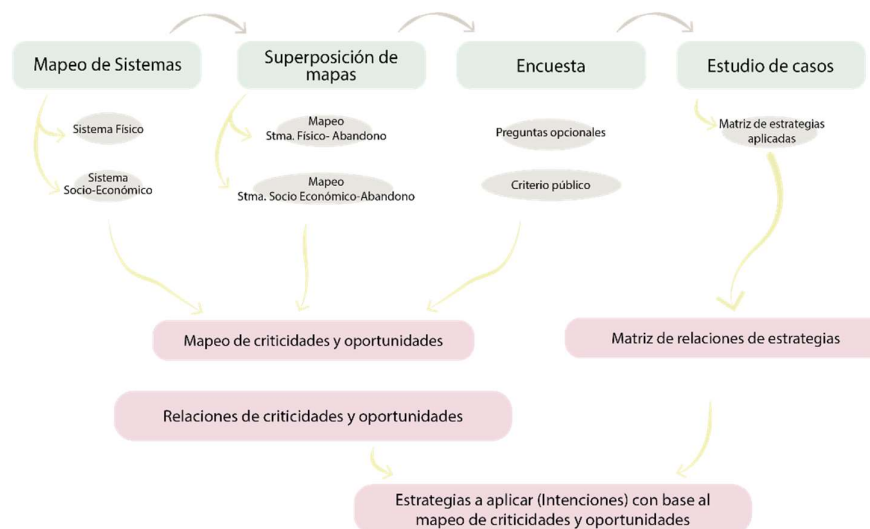 Mapeo de Sistemas
Superposición de
mapas
Encuesta
Estudio de casos
Sistema Físico
Sistema
Socio-Económico
Mapeo
Stma. Físico- Abandono
Mapeo
Stma. Socio Económico-Abandono
Preguntas opcionales
Criterio público
Matriz de estrategias
aplicadas
Mapeo de criticidades y oportunidades
Matriz de relaciones de estrategias
Relaciones de criticidades y oportunidades
Estrategias a aplicar (Intenciones) con base al
mapeo de criticidades y oportunidades